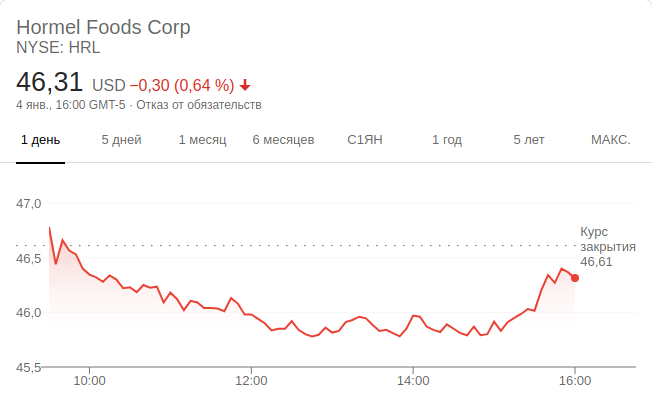 Hormel Foods Corp
NYSE: HRL
46,31 USD −0,30 (0,64 %)
4 янв., 16:00 GMT-5 · Отказ от обязательств
1 день 5 дней 1 месяц 6 месяцев С1ЯН 1 год 5 лет МАКС.
47,0
Курс
закрытия
46,61
46,5
46,0
45,5
10:00 12:00 14:00 16:00